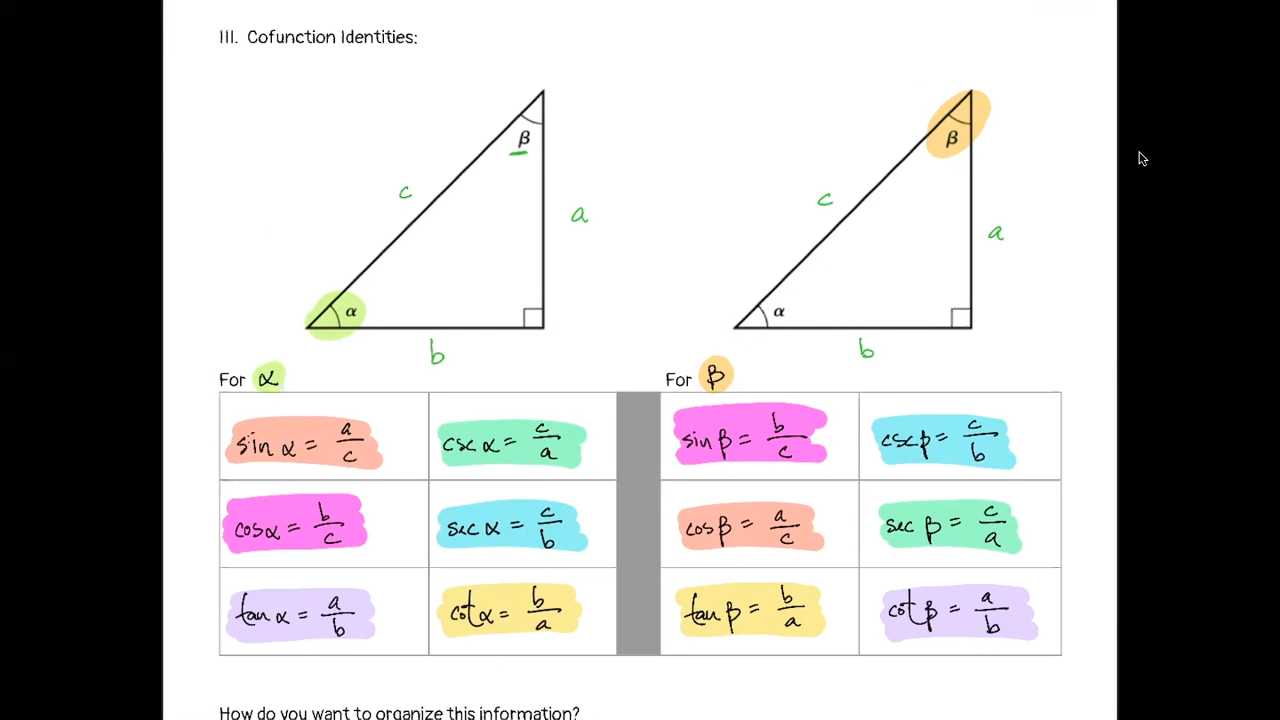 III. Cofunction Identities:
β
c
a
α
b
β
c
a
α
b
For α
For β
sin α = a/c
csc α = c/a
sin β = b/c
csc β = c/b
cos α = b/c
sec α = c/b
cos β = a/c
sec β = c/a
tan α = a/b
cot α = b/a
tan β = b/a
cot β = a/b
How do you want to organize this information?